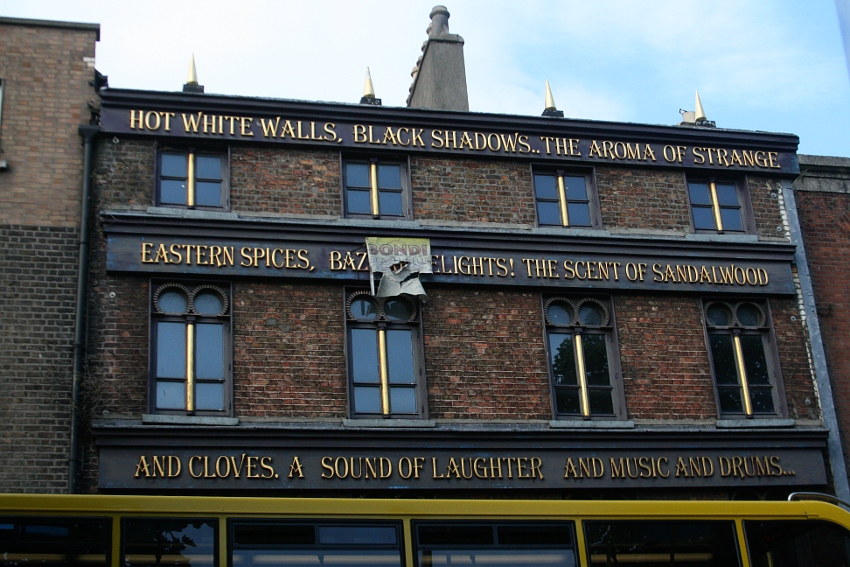 HOT WHITE WALLS, BLACK SHADOWS..THE AROMA OF STRANGE
BONDI
EASTERN SPICES, BAZ ELIGHTS! THE SCENT OF SANDALWOOD
AND CLOVES. A SOUND OF LAUGHTER AND MUSIC AND DRUMS...